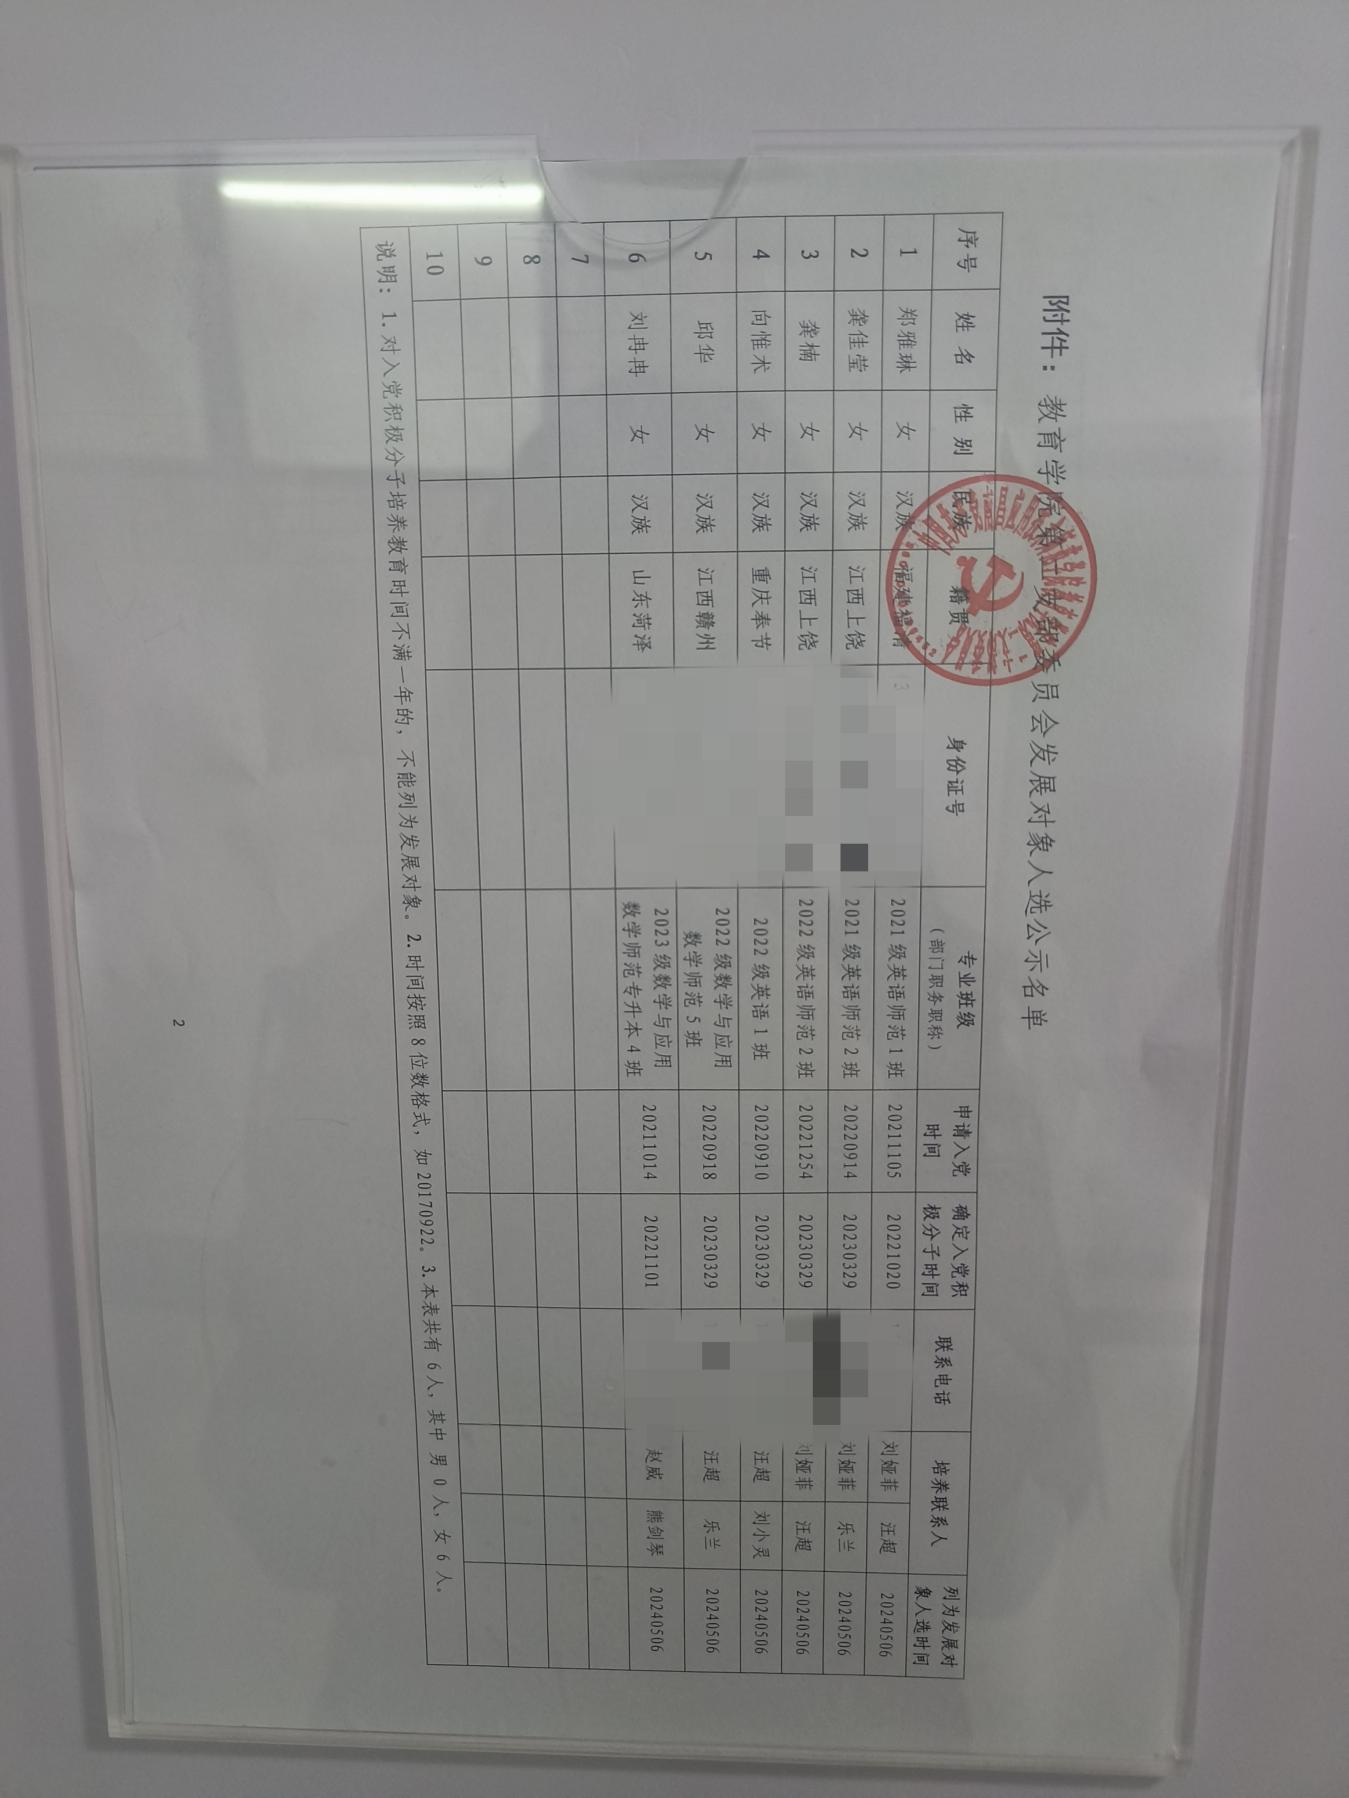 附件：教育学院第 支部委员会发展对象人选公示名单
序号 姓名 性别 民族 籍贯 身份证号 专业班级（部门职务职称） 申请入党时间 确定入党积极分子时间 联系电话 培养联系人 列为发展对象人选时间
1 郑雅琳 女 汉族 福建福清 2021级英语师范1班 20211105 20221020 刘娅菲 汪超 20240506
2 龚佳莹 女 汉族 江西上饶 2021级英语师范2班 20220914 20230329 刘娅菲 乐兰 20240506
3 龚楠 女 汉族 江西上饶 2022级英语师范2班 20221254 20230329 刘娅菲 汪超 20240506
4 向惟术 女 汉族 重庆奉节 2022级英语1班 20220910 20230329 汪超 刘小灵 20240506
5 邱华 女 汉族 江西赣州 2022级数学与应用数学师范5班 20220918 20230329 汪超 乐兰 20240506
6 刘冉冉 女 汉族 山东菏泽 2023级数学与应用数学师范专升本4班 20211014 20221101 赵威 熊剑琴 20240506
7
8
9
10
说明：1.对入党积极分子培养教育时间不满一年的，不能列为发展对象。2.时间按照8位数格式，如20170922。3.本表共有6人，其中 男 0 人，女 6 人。
2